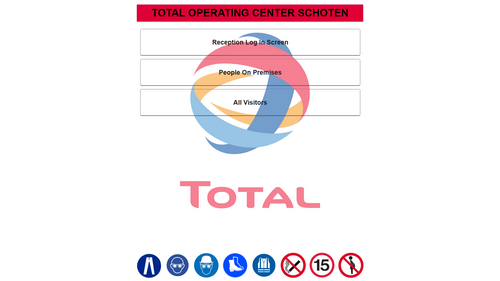 TOTAL OPERATING CENTER SCHOTEN
Reception Log in Screen
People On Premises
All Visitors
TOTAL
15